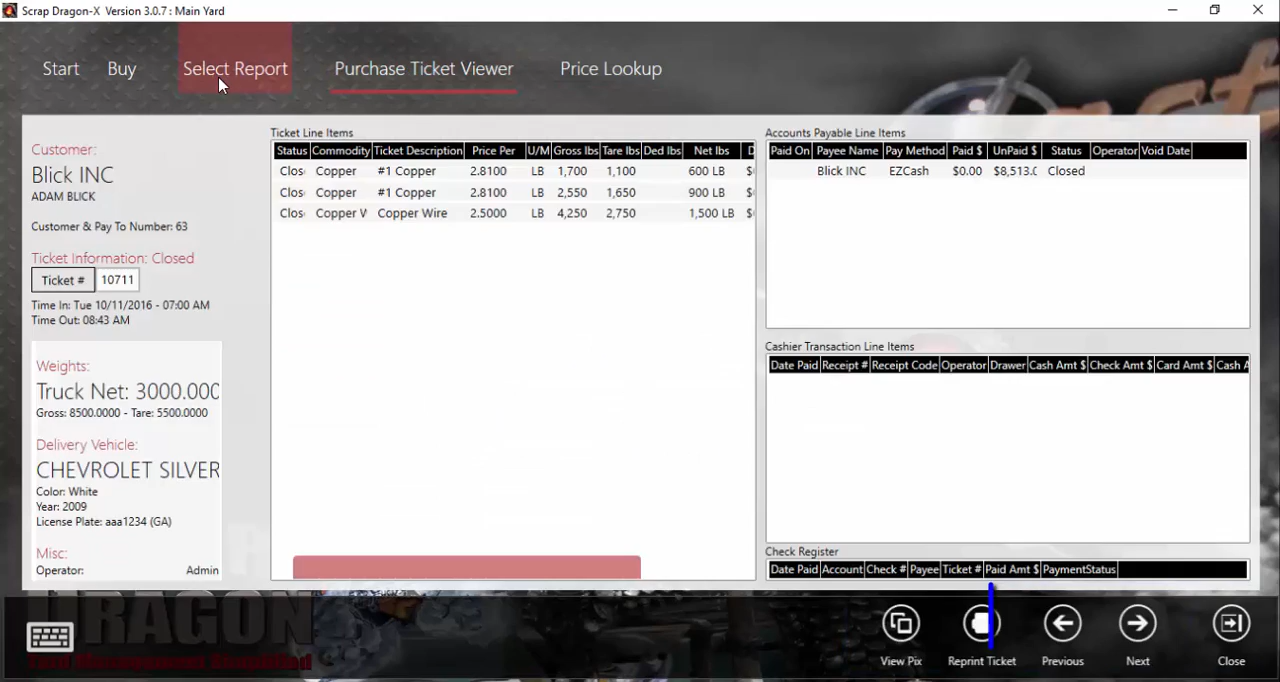 Scrap Dragon-X Version 3.0.7 : Main Yard
Start Buy Select Report Purchase Ticket Viewer Price Lookup
Customer:
Blick INC
ADAM BLICK
Customer & Pay To Number: 63
Ticket Information: Closed
Ticket # 10711
Time In: Tue 10/11/2016 - 07:00 AM
Time Out: 08:43 AM
Weights:
Truck Net: 3000.000
Gross: 8500.0000 - Tare: 5500.0000
Delivery Vehicle:
CHEVROLET SILVER
Color: White
Year: 2009
License Plate: aaa1234 (GA)
Misc:
Operator: Admin
Ticket Line Items
Status Commodity Ticket Description Price Per U/M Gross lbs Tare lbs Ded lbs Net lbs D
Clos Copper #1 Copper 2.8100 LB 1,700 1,100 600 LB $
Clos Copper #1 Copper 2.8100 LB 2,550 1,650 900 LB $
Clos Copper W Copper Wire 2.5000 LB 4,250 2,750 1,500 LB $
Accounts Payable Line Items
Paid On Payee Name Pay Method Paid $ UnPaid $ Status Operator Void Date
Blick INC EZCash $0.00 $8,513.0 Closed
Cashier Transaction Line Items
Date Paid Receipt # Receipt Code Operator Drawer Cash Amt $ Check Amt $ Card Amt $ Cash A
Check Register
Date Paid Account Check # Payee Ticket # Paid Amt $ PaymentStatus
DRAGON
Yard Management Simplified
View Pix Reprint Ticket Previous Next Close